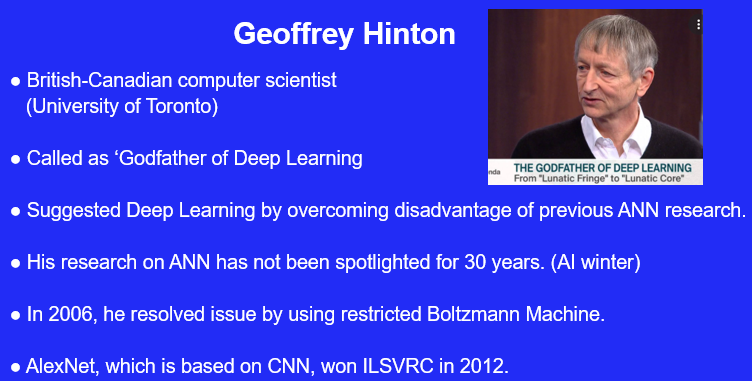 Geoffrey Hinton
● British-Canadian computer scientist
(University of Toronto)
● Called as ‘Godfather of Deep Learning
nda
THE GODFATHER OF DEEP LEARNING
From "Lunatic Fringe" to "Lunatic Core"
● Suggested Deep Learning by overcoming disadvantage of previous ANN research.
● His research on ANN has not been spotlighted for 30 years. (AI winter)
● In 2006, he resolved issue by using restricted Boltzmann Machine.
● AlexNet, which is based on CNN, won ILSVRC in 2012.